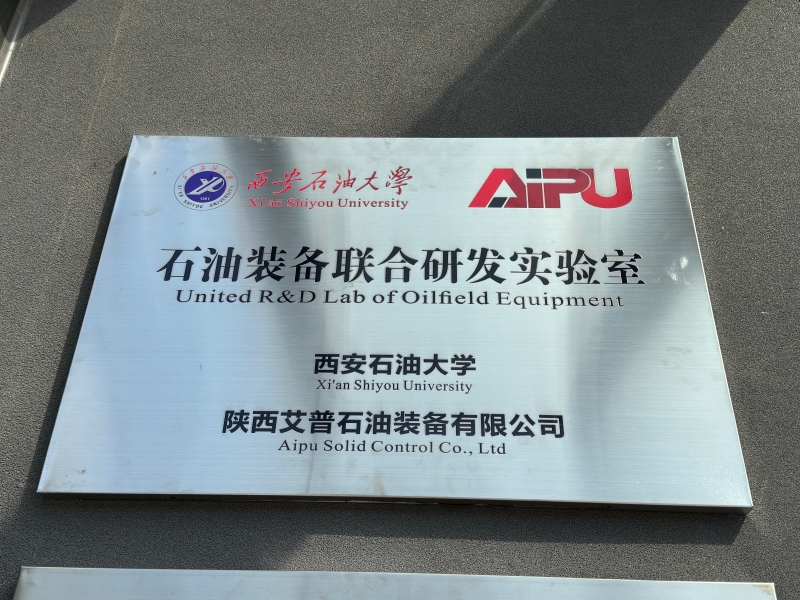 西安石油大學
Xi'an Shiyou University
AiPU
石油装备联合研发实验室
United R&D Lab of Oilfield Equipment
西安石油大学
Xi'an Shiyou University
陕西艾普石油装备有限公司
Aipu Solid Control Co., Ltd